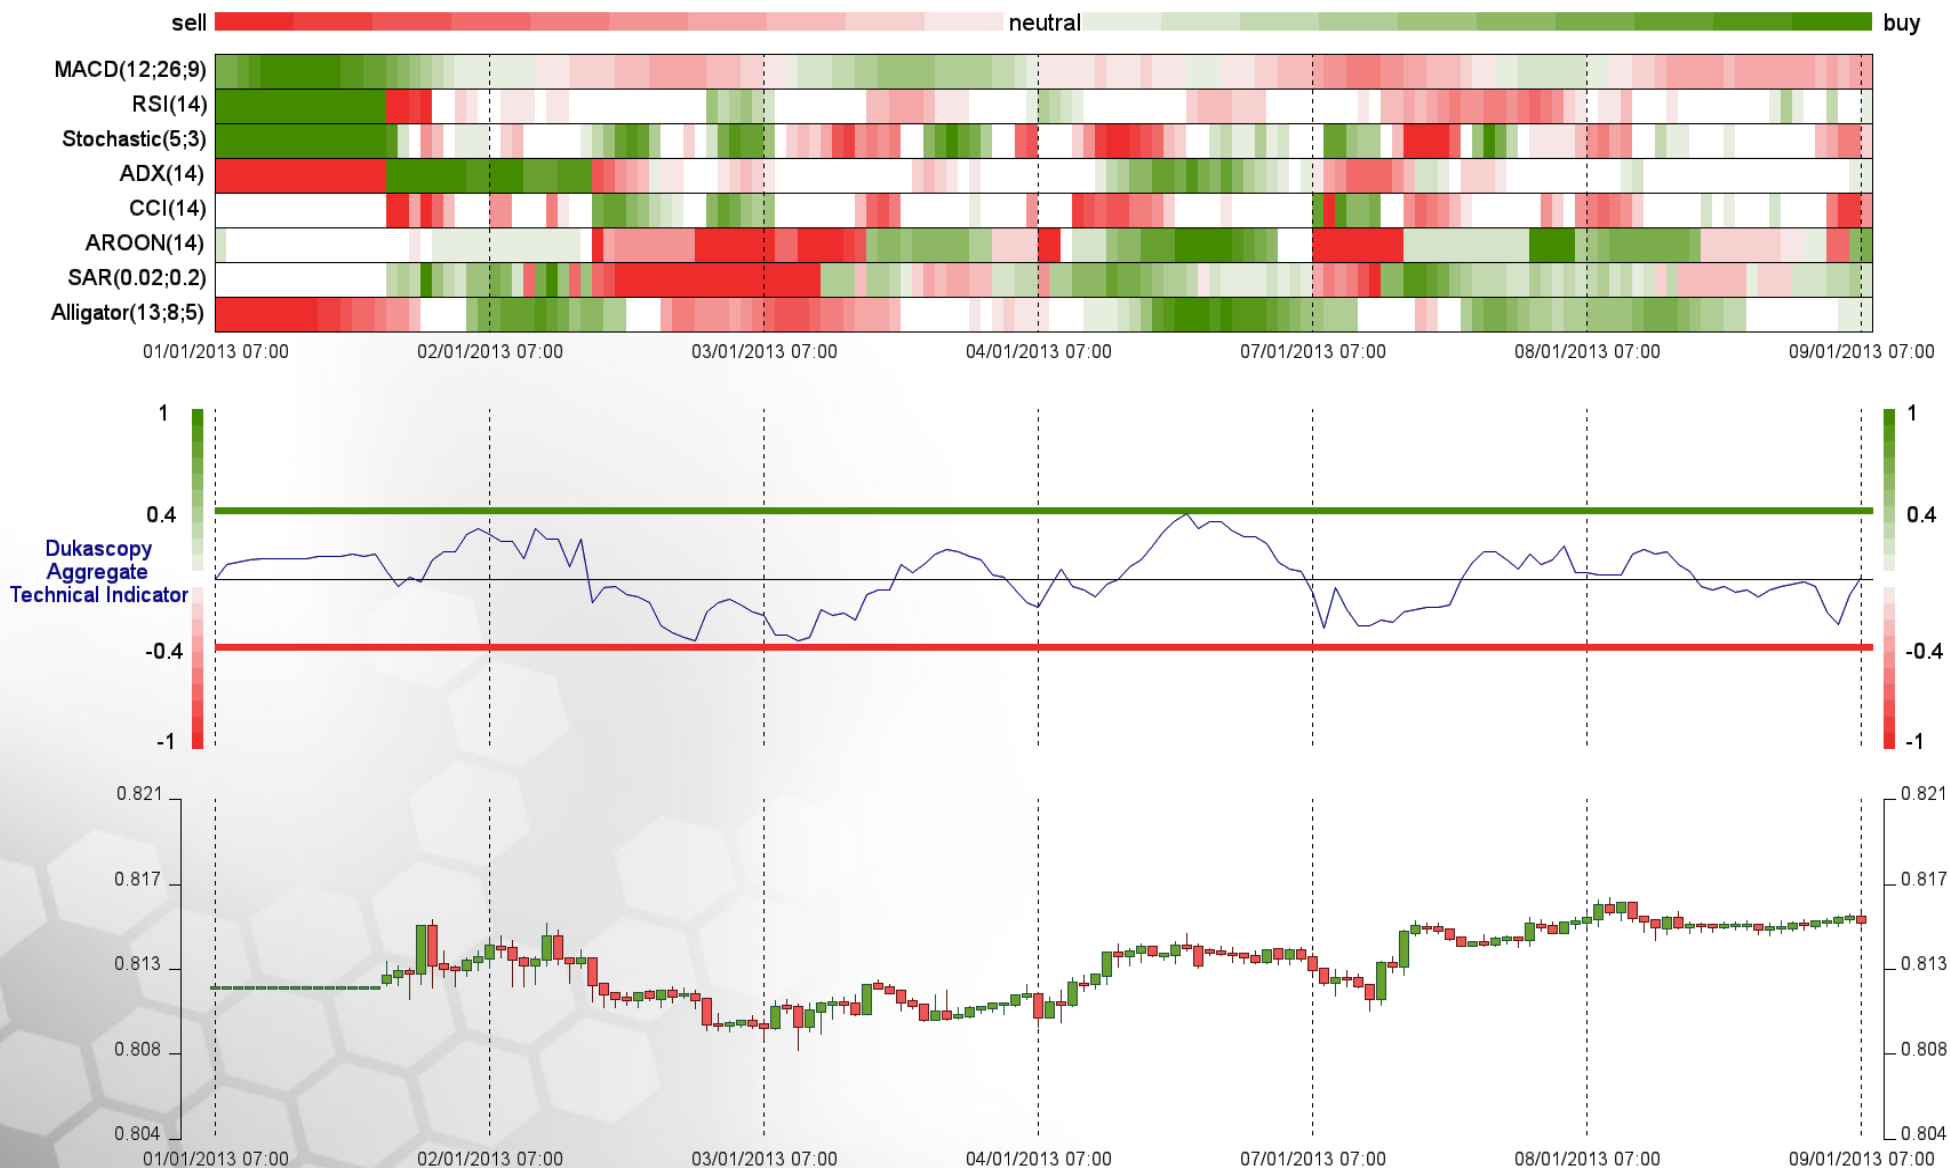 sell neutral buy
MACD(12;26;9)
RSI(14)
Stochastic(5;3)
ADX(14)
CCI(14)
AROON(14)
SAR(0.02;0.2)
Alligator(13;8;5)
01/01/2013 07:00 02/01/2013 07:00 03/01/2013 07:00 04/01/2013 07:00 07/01/2013 07:00 08/01/2013 07:00 09/01/2013 07:00
1 1
0.4 0.4
Dukascopy
Aggregate
Technical Indicator
-0.4 -0.4
-1 -1
0.821 0.821
0.817 0.817
0.813 0.813
0.808 0.808
0.804 0.804
01/01/2013 07:00 02/01/2013 07:00 03/01/2013 07:00 04/01/2013 07:00 07/01/2013 07:00 08/01/2013 07:00 09/01/2013 07:00